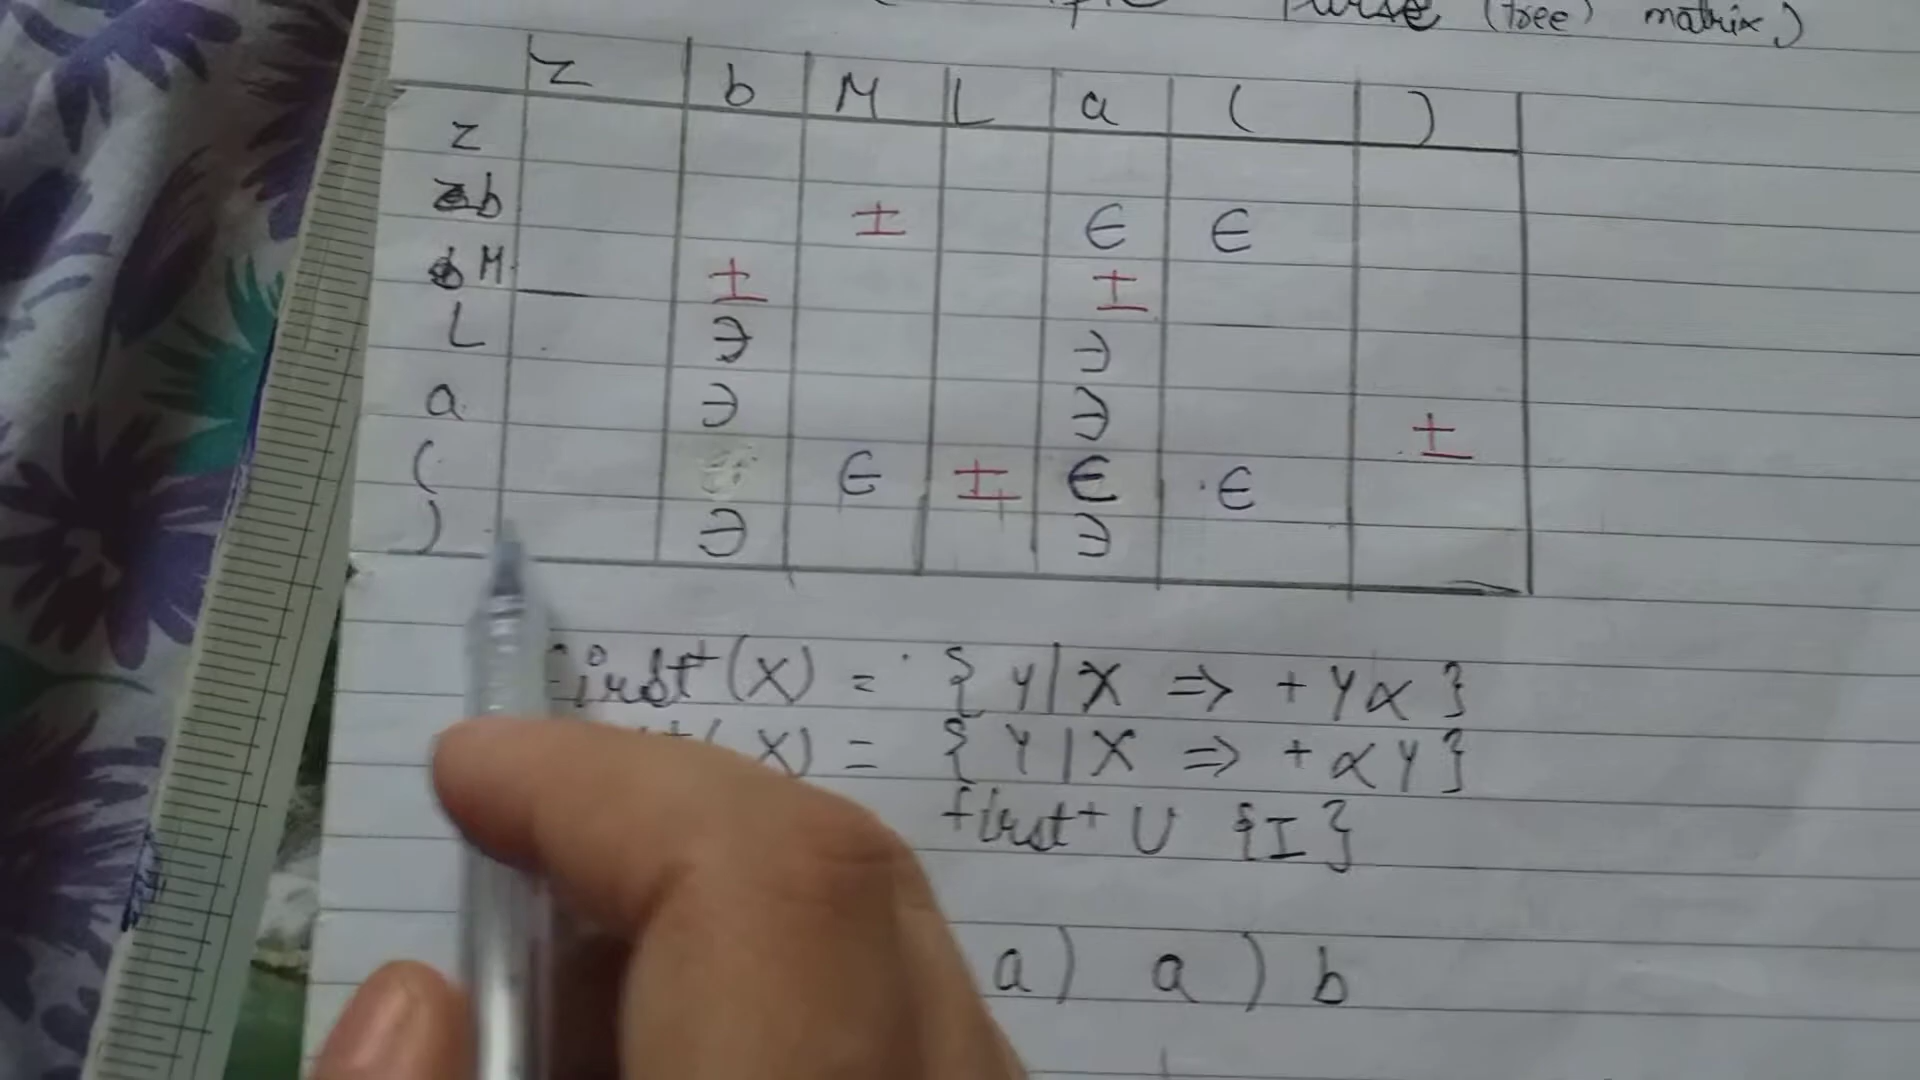 Parse (tree) matrix)
Z b M L a ( )
Z
b ± ∈ ∈
M ± ±
L ∋ ∋
a ∋ ∋ ±
( ∈ ± ∈ ·∈
) ∋ ∋
first+(X) = { Y | X => + Yα }
X) = { Y | X => + αY }
first+ U {I}
a) a ) b